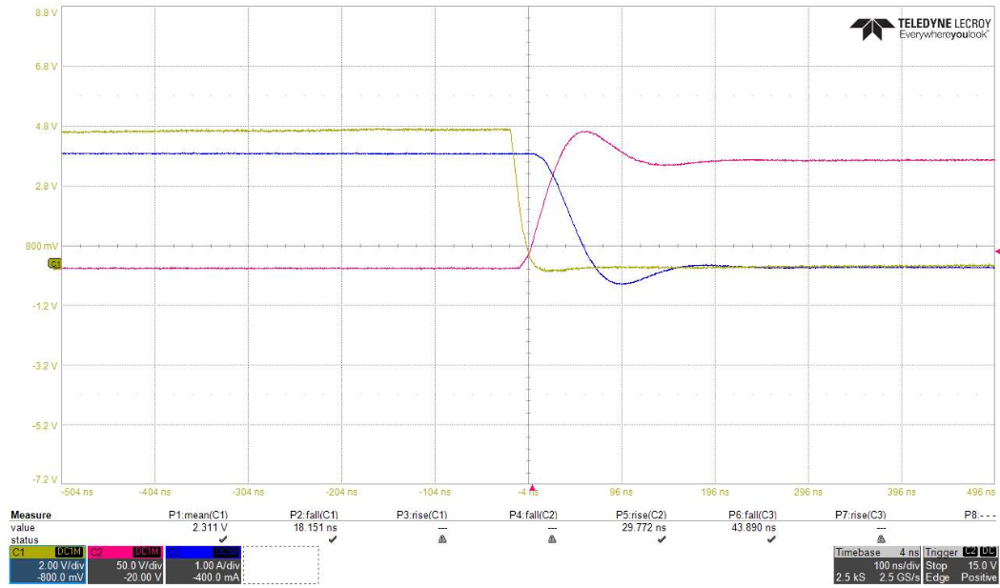 8.8 V
TELEDYNE LECROY
Everywhereyoulook™
6.8 V
4.8 V
2.8 V
800 mV
C1
-1.2 V
-3.2 V
-5.2 V
-7.2 V
-504 ns -404 ns -304 ns -204 ns -104 ns -4 ns 96 ns 196 ns 296 ns 396 ns 496 ns
Measure P1:mean(C1) P2:fall(C1) P3:rise(C1) P4:fall(C2) P5:rise(C2) P6:fall(C3) P7:rise(C3) P8:- - -
value 2.311 V 18.151 ns --- --- 29.772 ns 43.890 ns ---
status
C1 DC1M C2 DC1M C3 DC50 Timebase 4 ns Trigger C2 DC
2.00 V/div 50.0 V/div 1.00 A/div 100 ns/div Stop 15.0 V
-800.0 mV -20.00 V -400.0 mA 2.5 kS 2.5 GS/s Edge Positive